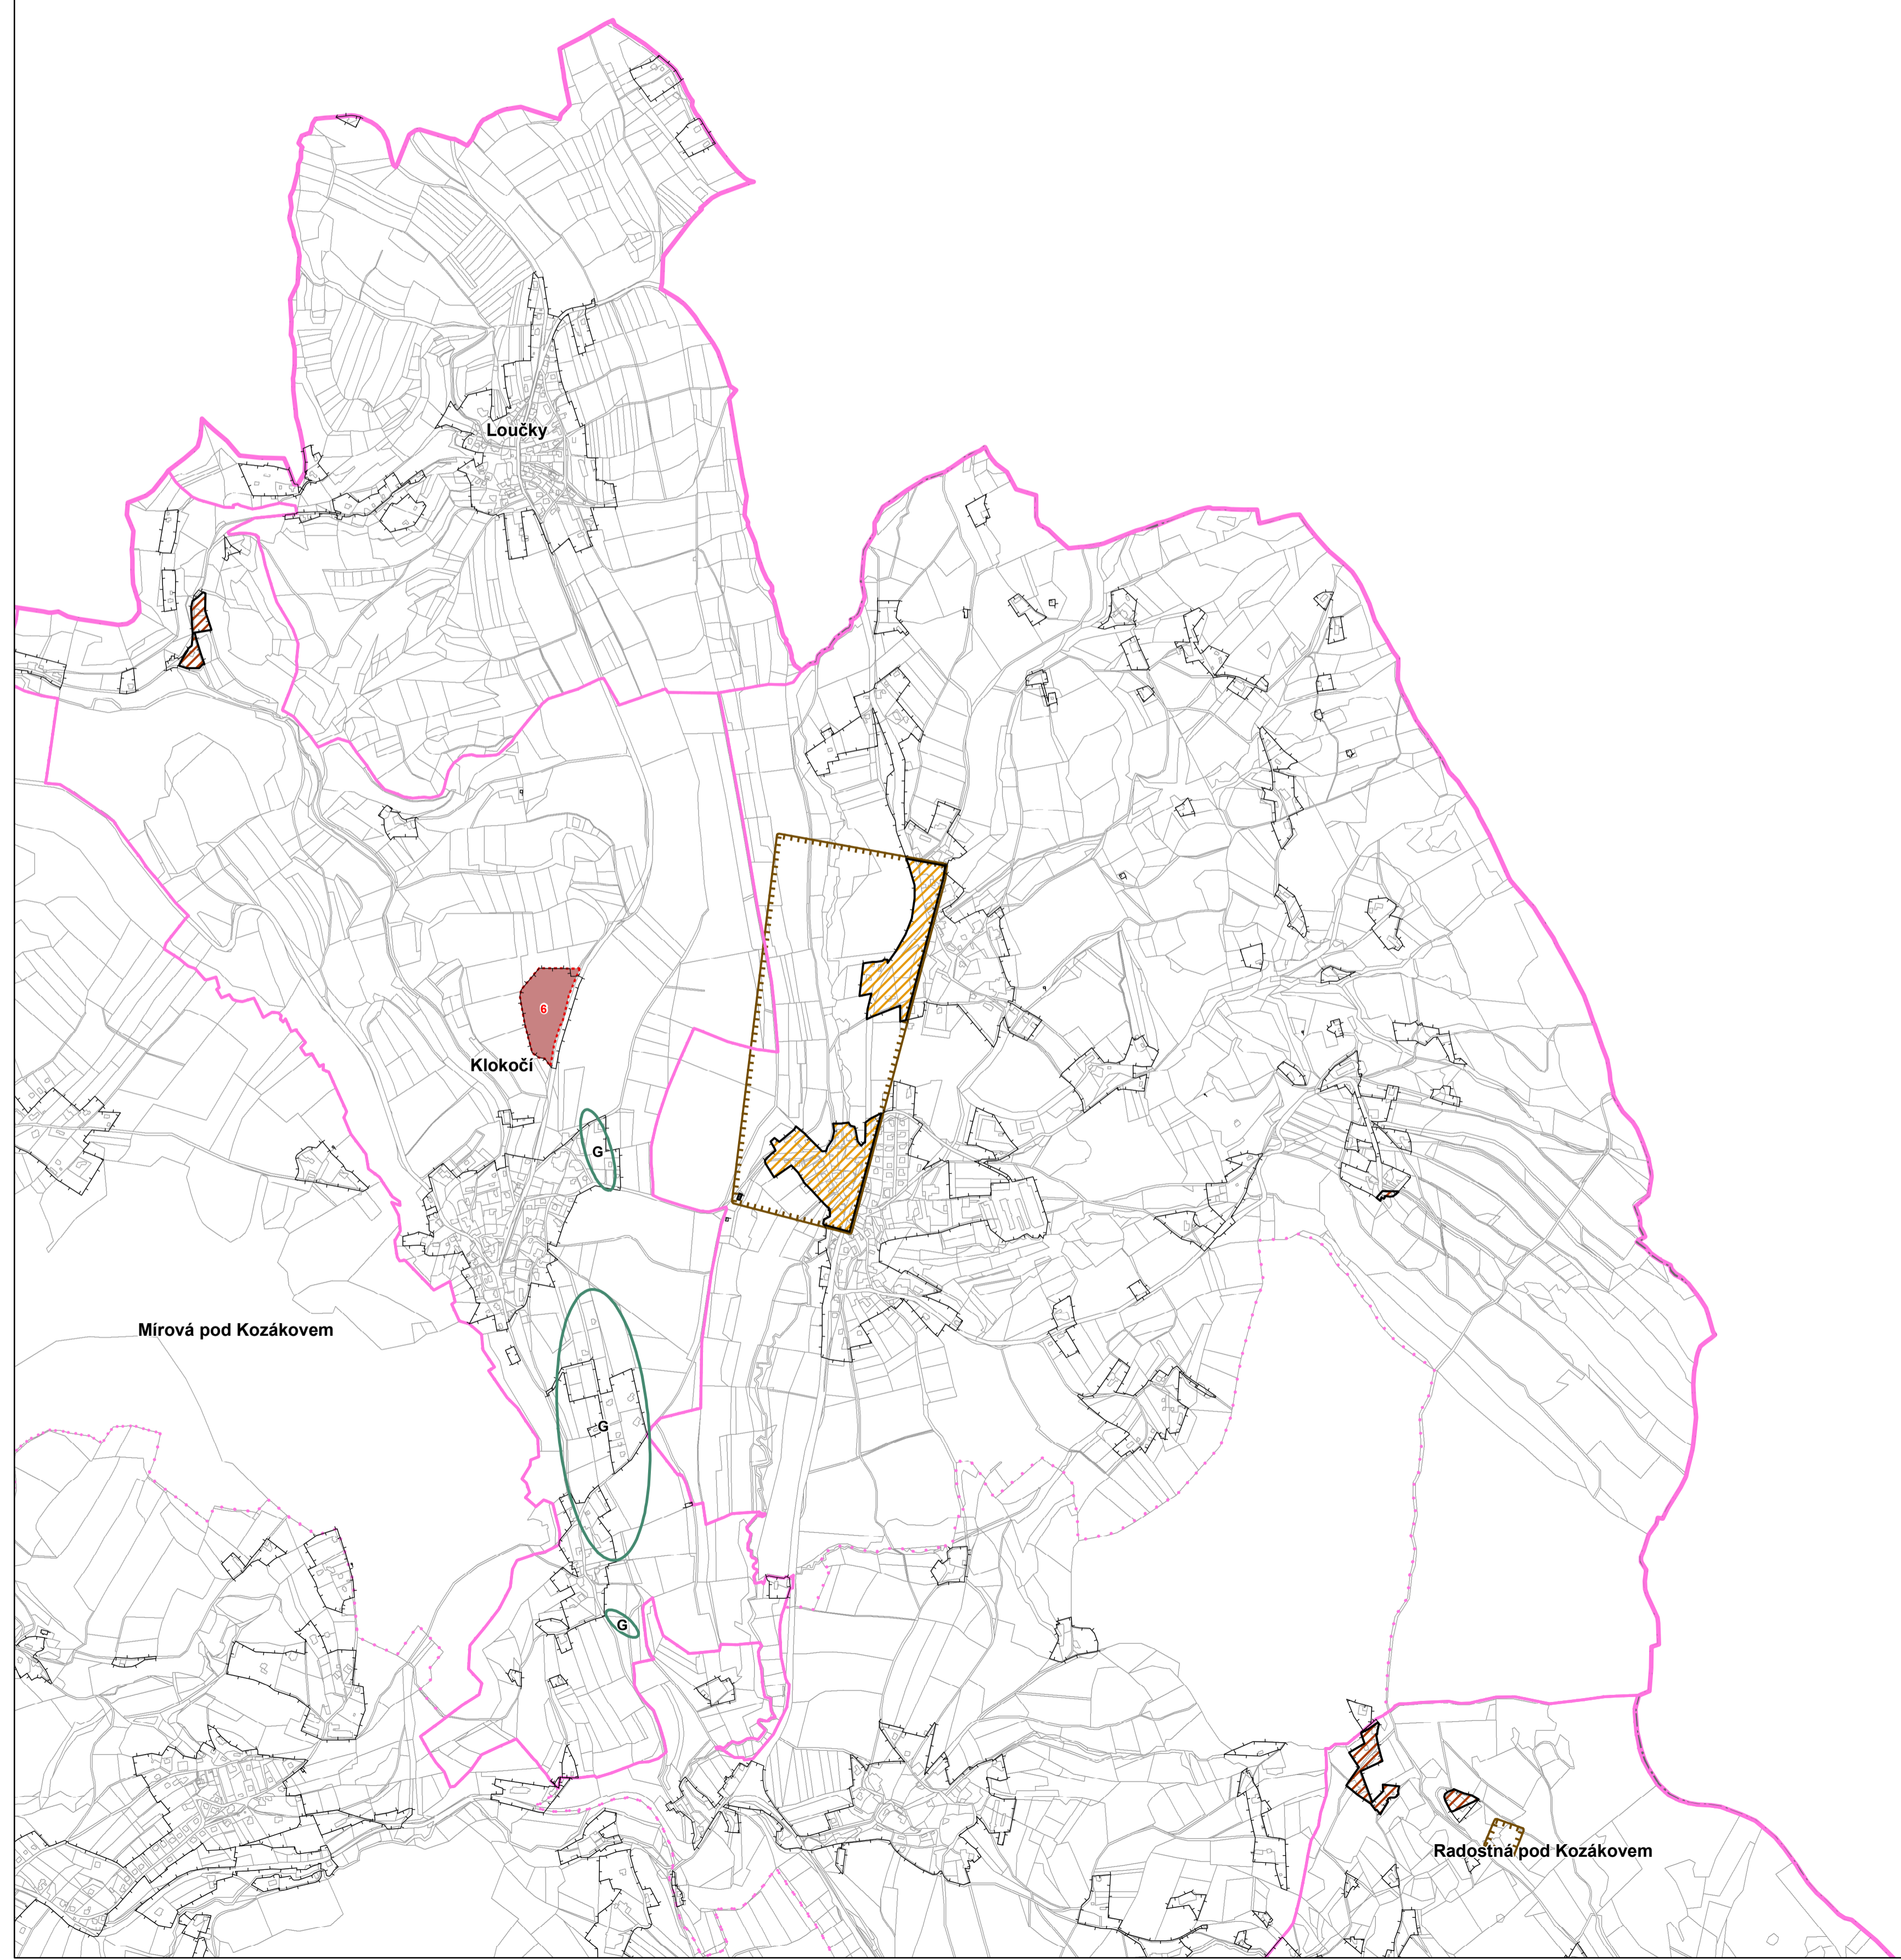 Loučky
6
Klokočí
G
Mírová pod Kozákovem
G
G
Radostná pod Kozákovem